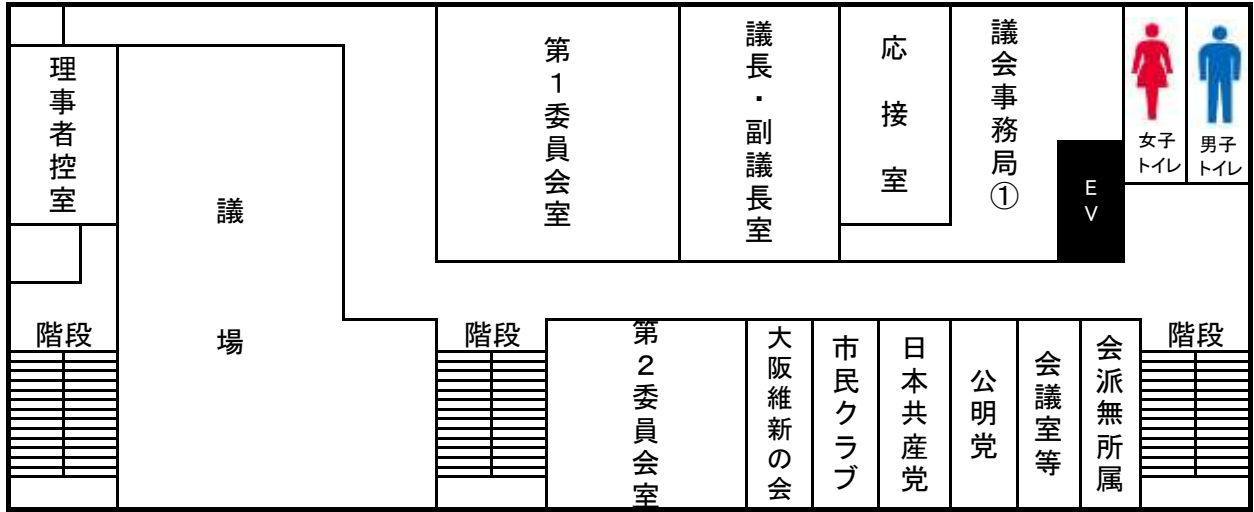 理事者控室
議場
第1委員会室
議長・副議長室
応接室
議会事務局①
EV
女子
トイレ
男子
トイレ
階段
階段
第2委員会室
大阪維新の会
市民クラブ
日本共産党
公明党
会議室等
会派無所属
階段